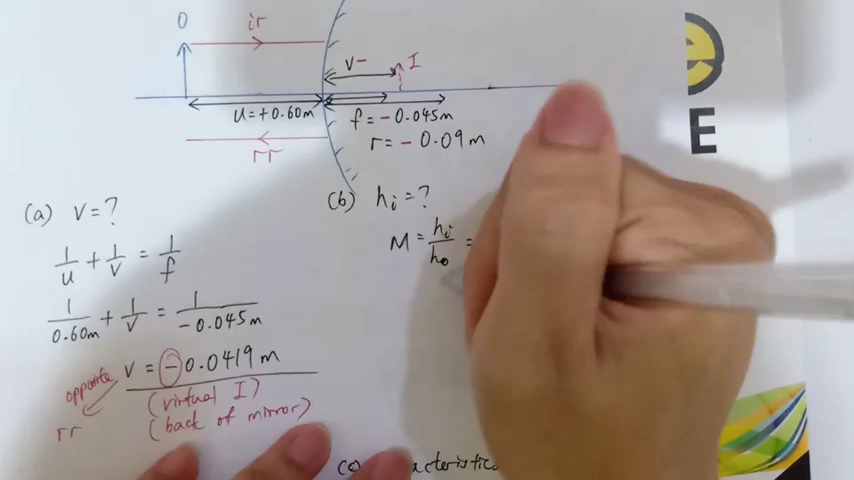 O
ir
v-
I
u=+0.60m
f=-0.045m
r=-0.09m
rr
E
(a) v=?
(b) hi=?
1/u + 1/v = 1/f
M = hi/ho =
1/0.60m + 1/v = 1/-0.045m
v = -0.0419m
opposite
rr
(virtual I)
(back of mirror)
(c)